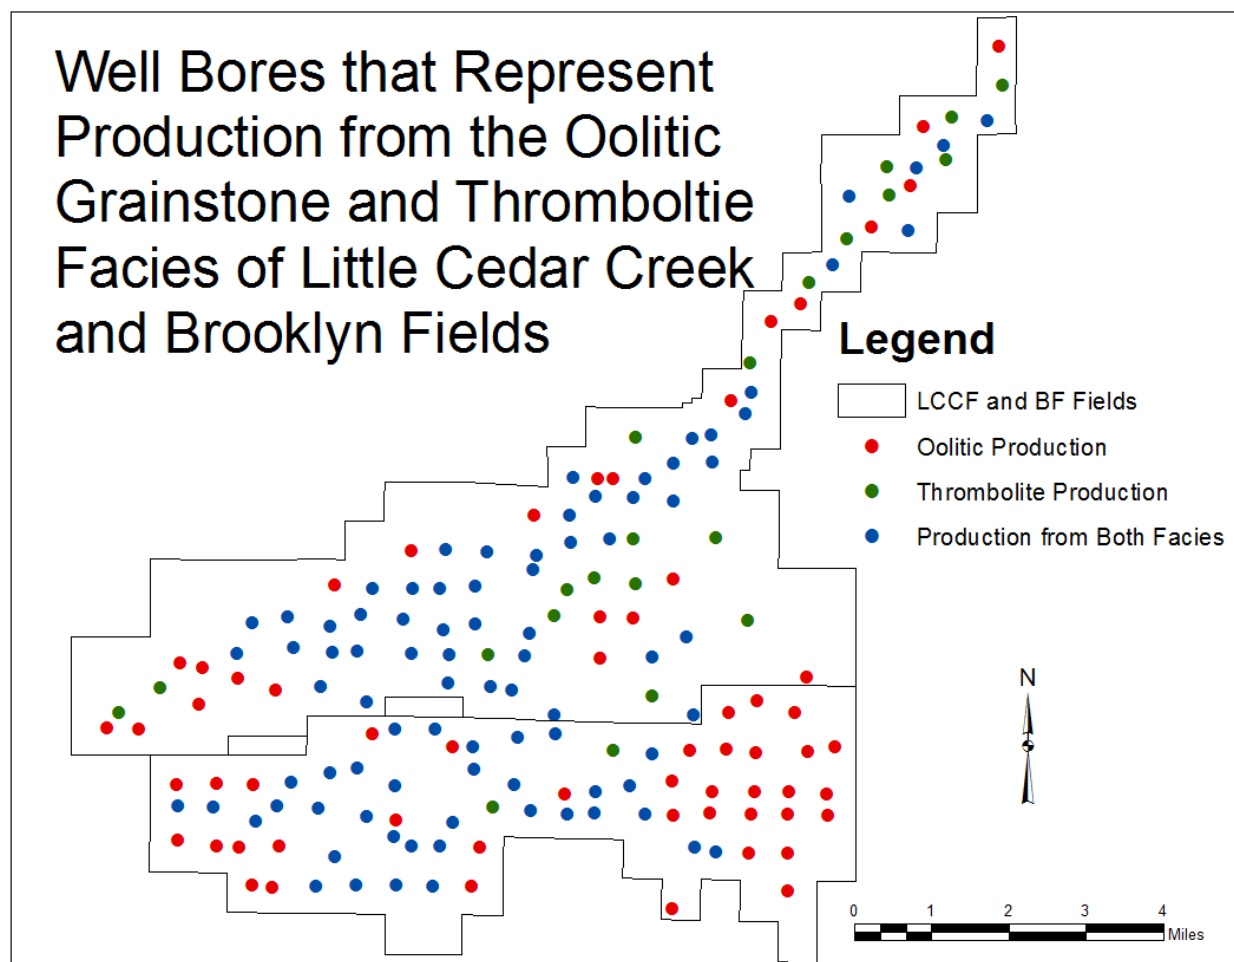 Well Bores that Represent
Production from the Oolitic
Grainstone and Thromboltie
Facies of Little Cedar Creek
and Brooklyn Fields
Legend
LCCF and BF Fields
Oolitic Production
Thrombolite Production
Production from Both Facies
N
0 1 2 3 4
Miles